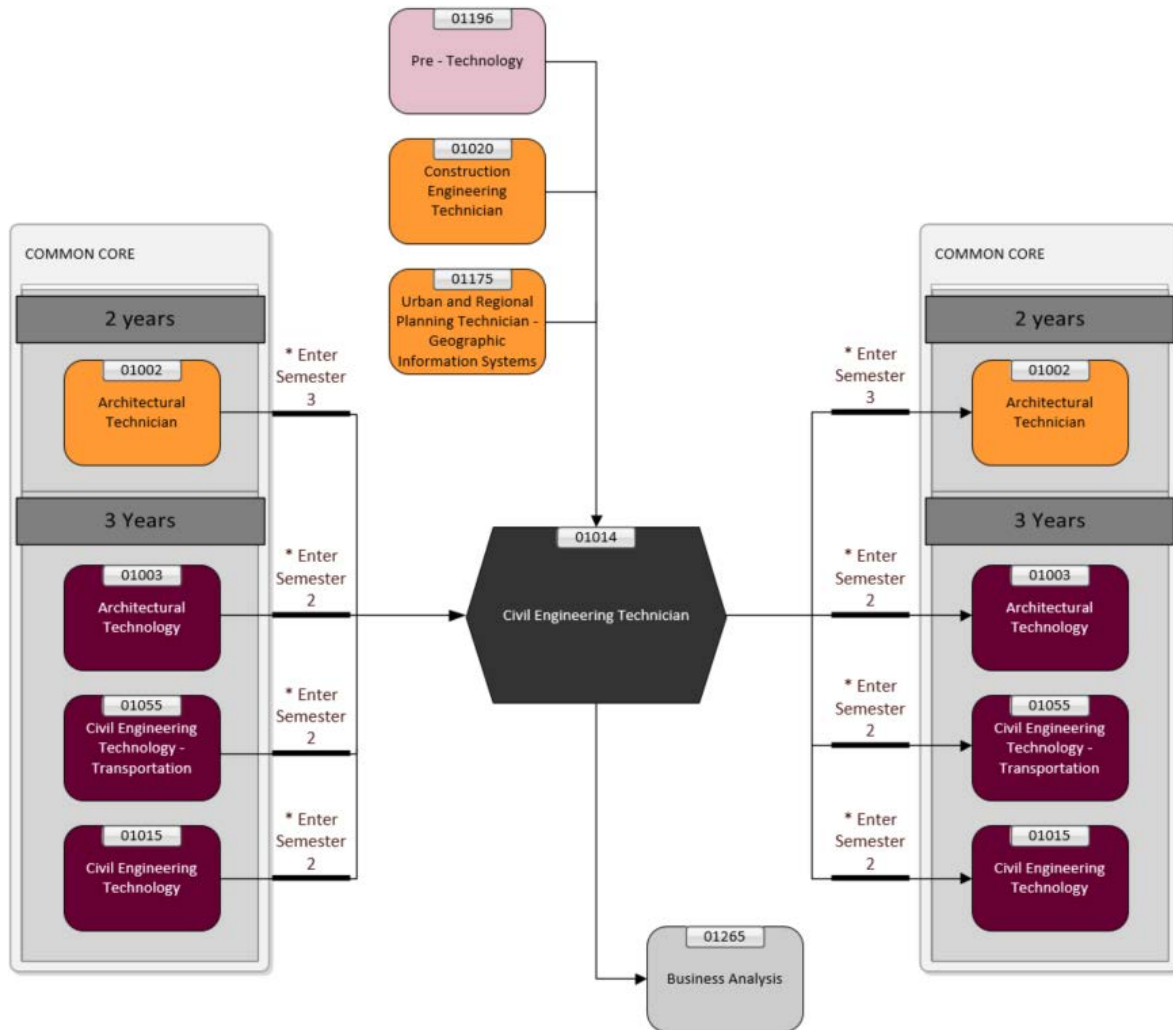 01196
Pre - Technology
01020
Construction
Engineering
Technician
01175
Urban and Regional
Planning Technician -
Geographic
Information Systems
COMMON CORE
2 years
01002
Architectural
Technician
* Enter
Semester
3
3 Years
01003
Architectural
Technology
* Enter
Semester
2
01055
Civil Engineering
Technology -
Transportation
* Enter
Semester
2
01015
Civil Engineering
Technology
* Enter
Semester
2
01014
Civil Engineering Technician
COMMON CORE
2 years
* Enter
Semester
3
01002
Architectural
Technician
3 Years
* Enter
Semester
2
01003
Architectural
Technology
* Enter
Semester
2
01055
Civil Engineering
Technology -
Transportation
* Enter
Semester
2
01015
Civil Engineering
Technology
01265
Business Analysis